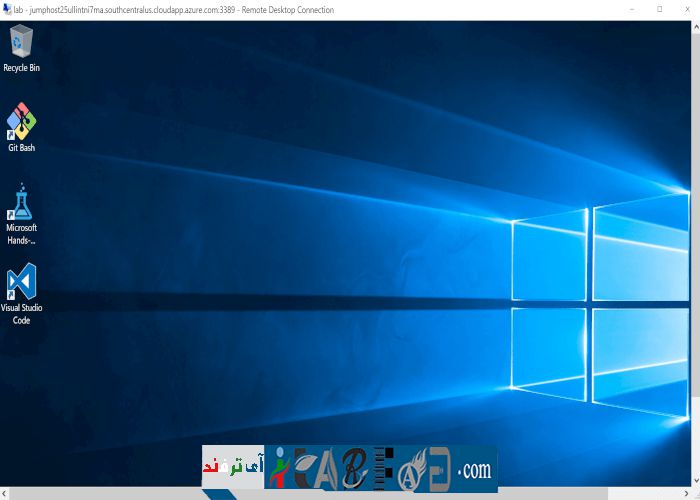 lab - jumphost25ullintni7ma.southcentralus.cloudapp.azure.com:3389 - Remote Desktop Connection
Recycle Bin
Git Bash
Microsoft
Hands-...
Visual Studio
Code
آی ترفند
iTARFAND.com